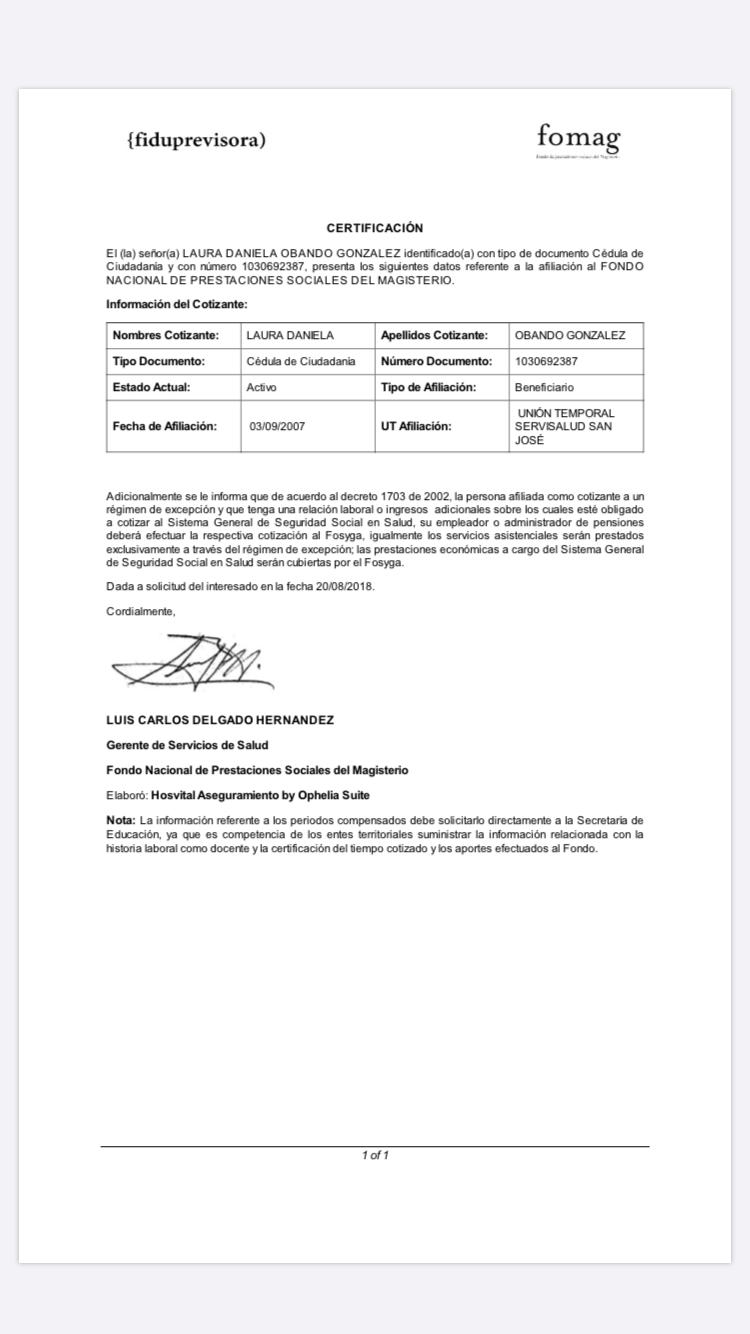 {fiduprevisora)
fomag
CERTIFICACIÓN
El (la) señor(a) LAURA DANIELA OBANDO GONZALEZ identificado(a) con tipo de documento Cédula de
Ciudadanía y con número 1030692387, presenta los siguientes datos referente a la afiliación al FONDO
NACIONAL DE PRESTACIONES SOCIALES DEL MAGISTERIO.
Información del Cotizante:
Nombres Cotizante: LAURA DANIELA Apellidos Cotizante: OBANDO GONZALEZ
Tipo Documento: Cédula de Ciudadanía Número Documento: 1030692387
Estado Actual: Activo Tipo de Afiliación: Beneficiario
Fecha de Afiliación: 03/09/2007 UT Afiliación: UNIÓN TEMPORAL
SERVISALUD SAN
JOSÉ
Adicionalmente se le informa que de acuerdo al decreto 1703 de 2002, la persona afiliada como cotizante a un
régimen de excepción y que tenga una relación laboral o ingresos adicionales sobre los cuales esté obligado
a cotizar al Sistema General de Seguridad Social en Salud, su empleador o administrador de pensiones
deberá efectuar la respectiva cotización al Fosyga, igualmente los servicios asistenciales serán prestados
exclusivamente a través del régimen de excepción; las prestaciones económicas a cargo del Sistema General
de Seguridad Social en Salud serán cubiertas por el Fosyga.
Dada a solicitud del interesado en la fecha 20/08/2018.
Cordialmente,
LUIS CARLOS DELGADO HERNANDEZ
Gerente de Servicios de Salud
Fondo Nacional de Prestaciones Sociales del Magisterio
Elaboró: Hosvital Aseguramiento by Ophelia Suite
Nota: La información referente a los periodos compensados debe solicitarlo directamente a la Secretaría de
Educación, ya que es competencia de los entes territoriales suministrar la información relacionada con la
historia laboral como docente y la certificación del tiempo cotizado y los aportes efectuados al Fondo.
1 of 1